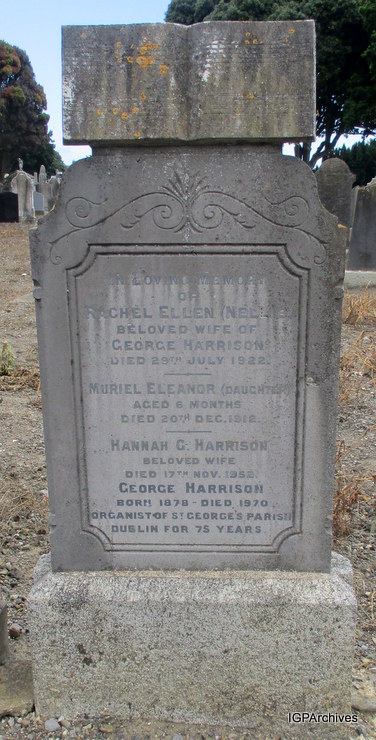 In Loving Memory
of
Rachel Ellen (Nellie)
beloved wife of
George Harrison
died 29th July 1922.
Muriel Eleanor (daughter)
aged 6 months
died 20th Dec. 1912.
Hannah G. Harrison
beloved wife
died 17th Nov. 1952.
George Harrison
born 1878 - died 1970
organist of St George's Parish
Dublin for 75 years.
IGPArchives